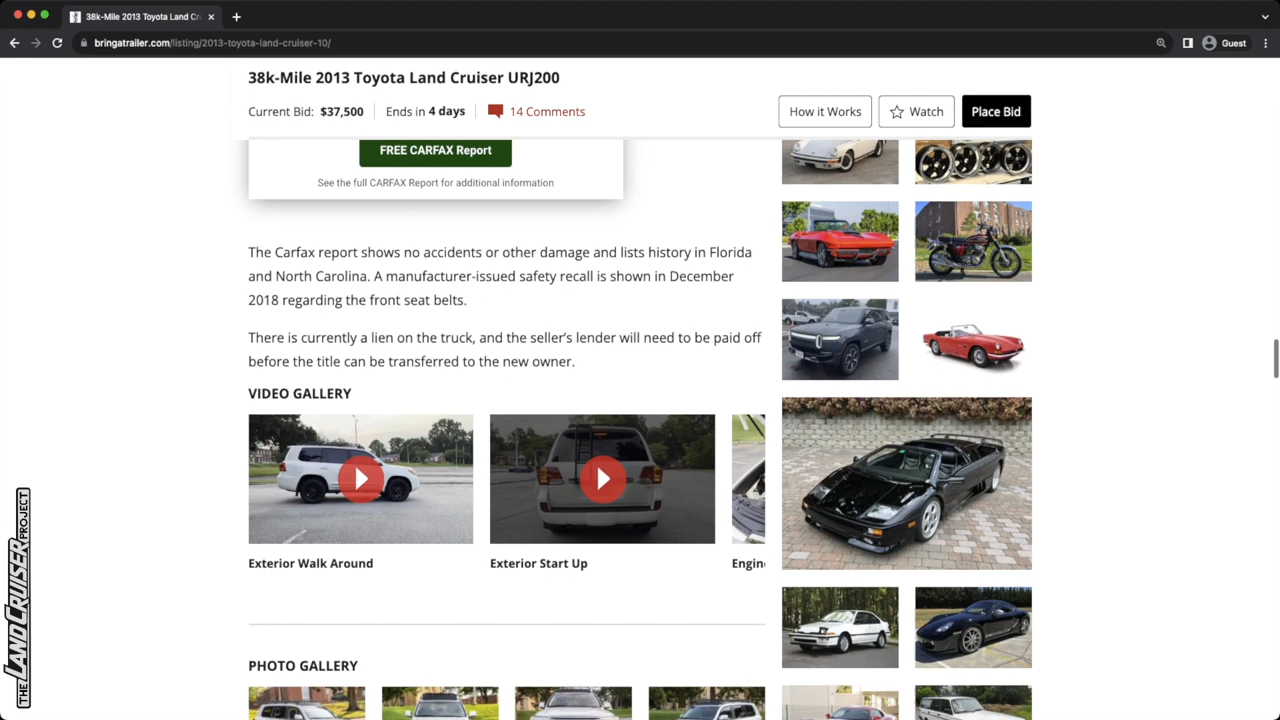 38k-Mile 2013 Toyota Land Cr
bringatrailer.com/listing/2013-toyota-land-cruiser-10/
Guest
38k-Mile 2013 Toyota Land Cruiser URJ200
Current Bid: $37,500
Ends in 4 days
14 Comments
How it Works
Watch
Place Bid
FREE CARFAX Report
See the full CARFAX Report for additional information
The Carfax report shows no accidents or other damage and lists history in Florida
and North Carolina. A manufacturer-issued safety recall is shown in December
2018 regarding the front seat belts.
There is currently a lien on the truck, and the seller's lender will need to be paid off
before the title can be transferred to the new owner.
VIDEO GALLERY
Exterior Walk Around
Exterior Start Up
Engine
PHOTO GALLERY
THE LAND CRUISER PROJECT